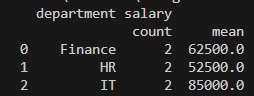 department salary
count mean
0 Finance 2 62500.0
1 HR 2 52500.0
2 IT 2 85000.0